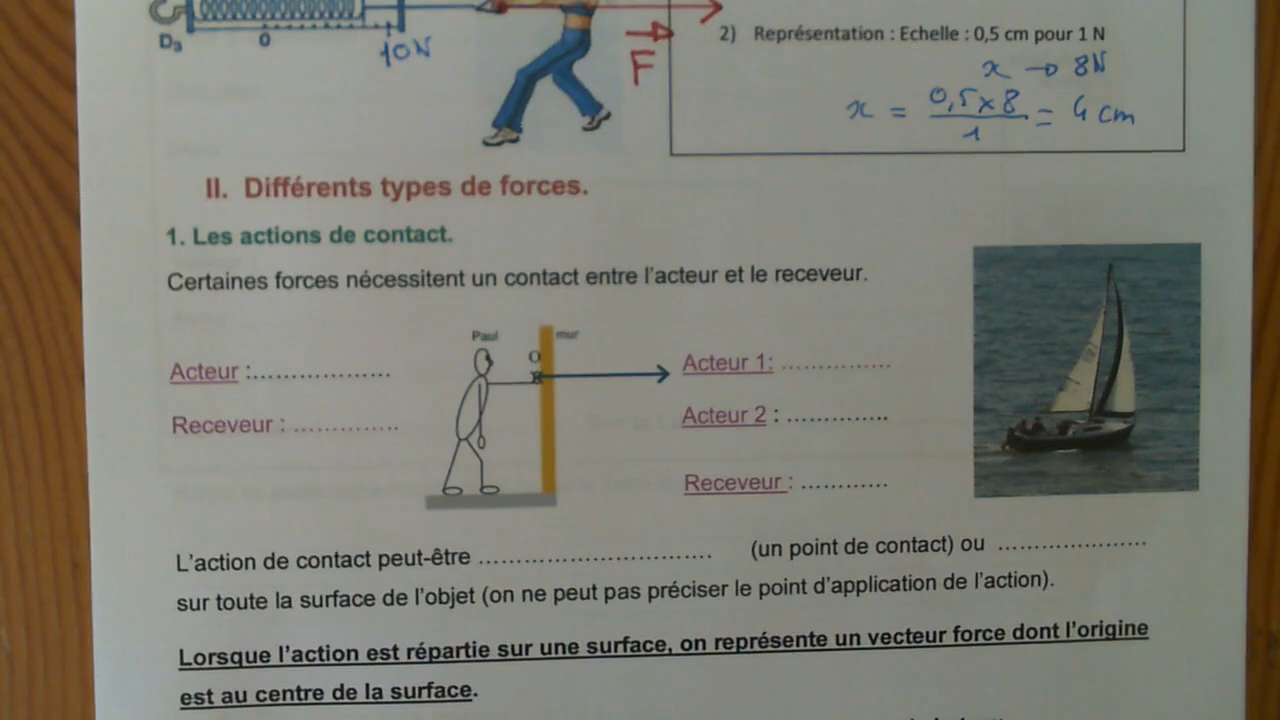 D3 0 10N
F
2) Représentation : Echelle : 0,5 cm pour 1 N
x → 8N
x = 0,5×8 / 1 = 4 cm
II. Différents types de forces.
1. Les actions de contact.
Certaines forces nécessitent un contact entre l'acteur et le receveur.
Paul mur
O
Acteur :..................
Acteur 1: ...............
Receveur : ..............
Acteur 2 : ..............
Receveur : ............
L'action de contact peut-être ................................ (un point de contact) ou ......................
sur toute la surface de l'objet (on ne peut pas préciser le point d'application de l'action).
Lorsque l'action est répartie sur une surface, on représente un vecteur force dont l'origine
est au centre de la surface.